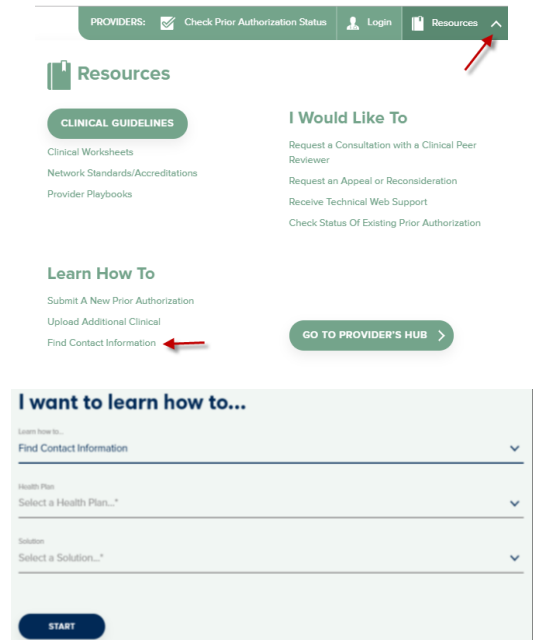 PROVIDERS: Check Prior Authorization Status Login Resources
Resources
CLINICAL GUIDELINES
Clinical Worksheets
Network Standards/Accreditations
Provider Playbooks
I Would Like To
Request a Consultation with a Clinical Peer
Reviewer
Request an Appeal or Reconsideration
Receive Technical Web Support
Check Status Of Existing Prior Authorization
Learn How To
Submit A New Prior Authorization
Upload Additional Clinical
Find Contact Information
GO TO PROVIDER'S HUB
I want to learn how to...
Learn how to...
Find Contact Information
Health Plan
Select a Health Plan...*
Solution
Select a Solution...*
START